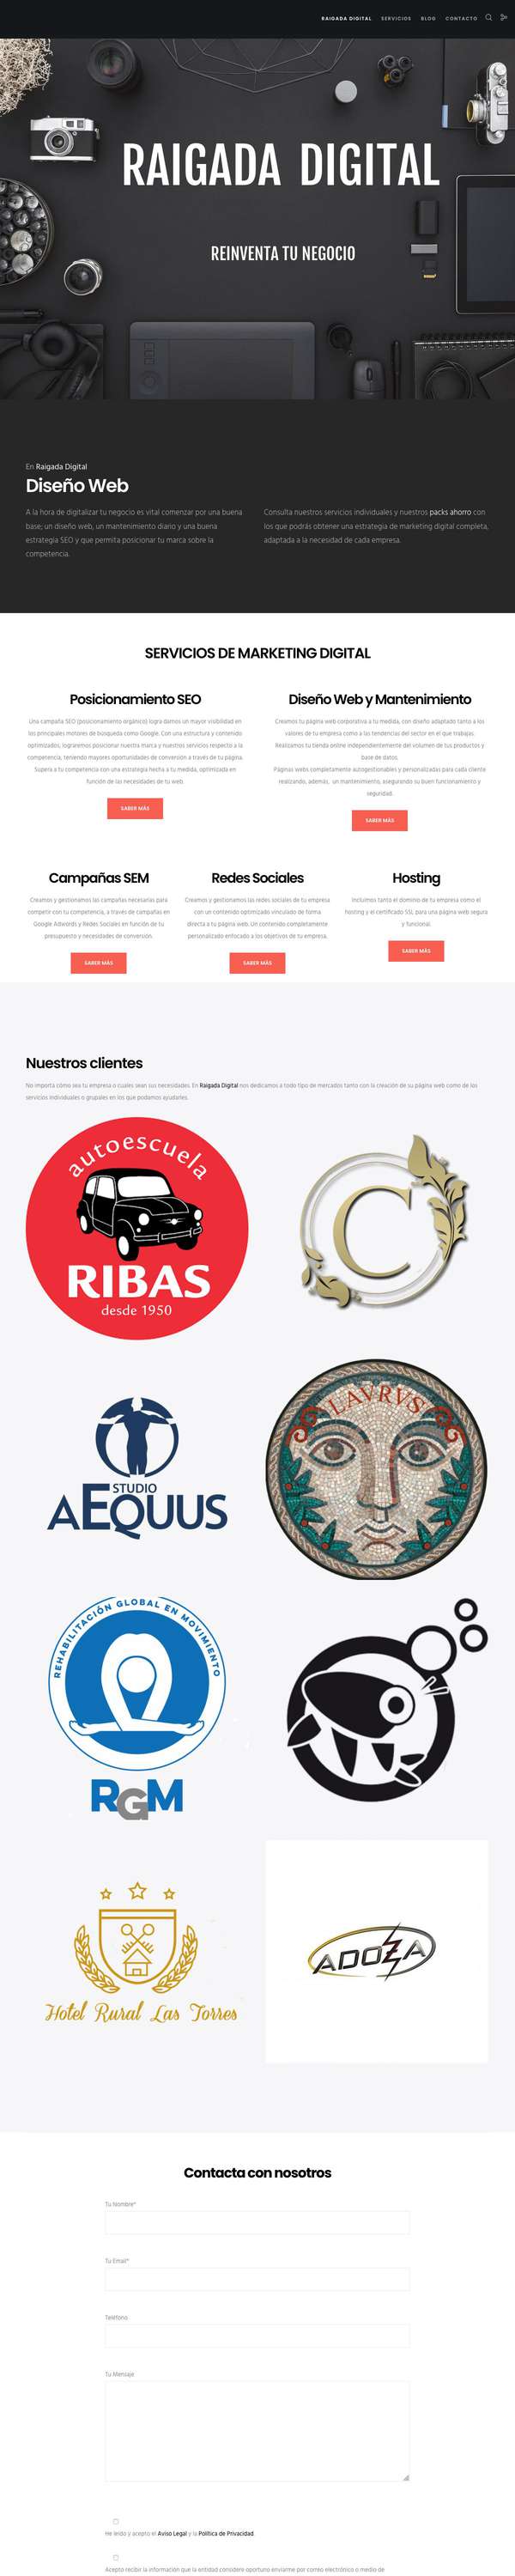 RAIGADA DIGITAL
SERVICIOS
BLOG
CONTACTO
RAIGADA DIGITAL
REINVENTA TU NEGOCIO
En Raigada Digital
Diseño Web
A la hora de digitalizar tu negocio es vital comenzar por una buena
base; un diseño web, un mantenimiento diario y una buena
estrategia SEO y que permita posicionar tu marca sobre la
competencia.
Consulta nuestros servicios individuales y nuestros packs ahorro con
los que podrás obtener una estrategia de marketing digital completa,
adaptada a la necesidad de cada empresa.
SERVICIOS DE MARKETING DIGITAL
Posicionamiento SEO
Una campaña SEO (posicionamiento orgánico) logra darnos un mayor visibilidad en
los principales motores de búsqueda como Google. Con una estructura y contenido
optimizados, lograremos posicionar nuestra marca y nuestros servicios respecto a la
competencia, teniendo mayores oportunidades de conversión a través de tu página.
Supera a tu competencia con una estrategia hecha a tu medida, optimizada en
función de las necesidades de tu web.
SABER MÁS
Diseño Web y Mantenimiento
Creamos tu página web corporativa a tu medida, con diseño adaptado tanto a los
valores de tu empresa como a las tendencias del sector en el que trabajas.
Realizamos tu tienda online independientemente del volumen de tus productos y
base de datos.
Páginas webs completamente autogestionables y personalizadas para cada cliente
realizando, además, un mantenimiento, asegurando su buen funcionamiento y
seguridad.
SABER MÁS
Campañas SEM
Creamos y gestionamos las campañas necesarias para
competir con tu competencia, a través de campañas en
Google Adwords y Redes Sociales en función de tu
presupuesto y necesidades de conversión.
SABER MÁS
Redes Sociales
Creamos y gestionamos las redes sociales de tu empresa
con un contenido optimizado vinculado de forma
directa a tu página web. Un contenido completamente
personalizado enfocado a los objetivos de tu empresa.
SABER MÁS
Hosting
Incluimos tanto el dominio de tu empresa como el
hosting y el certificado SSL para una página web segura
y funcional.
SABER MÁS
Nuestros clientes
No importa cómo sea tu empresa o cuales sean sus necesidades. En Raigada Digital nos dedicamos a todo tipo de mercados tanto con la creación de su página web como de los
servicios individuales o grupales en los que podamos ayudarles.
autoescuela
RIBAS
desde 1950
C
STUDIO
AEQUUS
LAVRVS
REHABILITACIÓN GLOBAL EN MOVIMIENTO
RGM
Hotel Rural Las Torres
ADOZA
Contacta con nosotros
Tu Nombre*
Tu Email*
Teléfono
Tu Mensaje
He leído y acepto el Aviso Legal y la Política de Privacidad
Acepto recibir la información que la entidad considere oportuno enviarme por correo electrónico o medio de